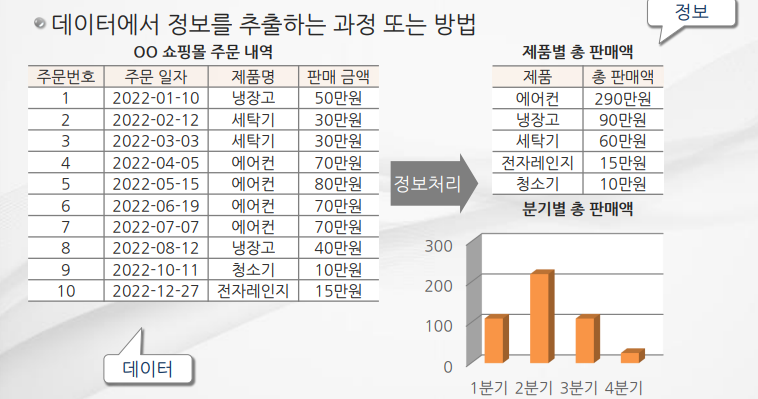 데이터에서 정보를 추출하는 과정 또는 방법
정보
OO 쇼핑몰 주문 내역
주문번호 주문 일자 제품명 판매 금액
1 2022-01-10 냉장고 50만원
2 2022-02-12 세탁기 30만원
3 2022-03-03 세탁기 30만원
4 2022-04-05 에어컨 70만원
5 2022-05-15 에어컨 80만원
6 2022-06-19 에어컨 70만원
7 2022-07-07 에어컨 70만원
8 2022-08-12 냉장고 40만원
9 2022-10-11 청소기 10만원
10 2022-12-27 전자레인지 15만원
데이터
정보처리
제품별 총 판매액
제품 총 판매액
에어컨 290만원
냉장고 90만원
세탁기 60만원
전자레인지 15만원
청소기 10만원
분기별 총 판매액
300
200
100
0
1분기 2분기 3분기 4분기